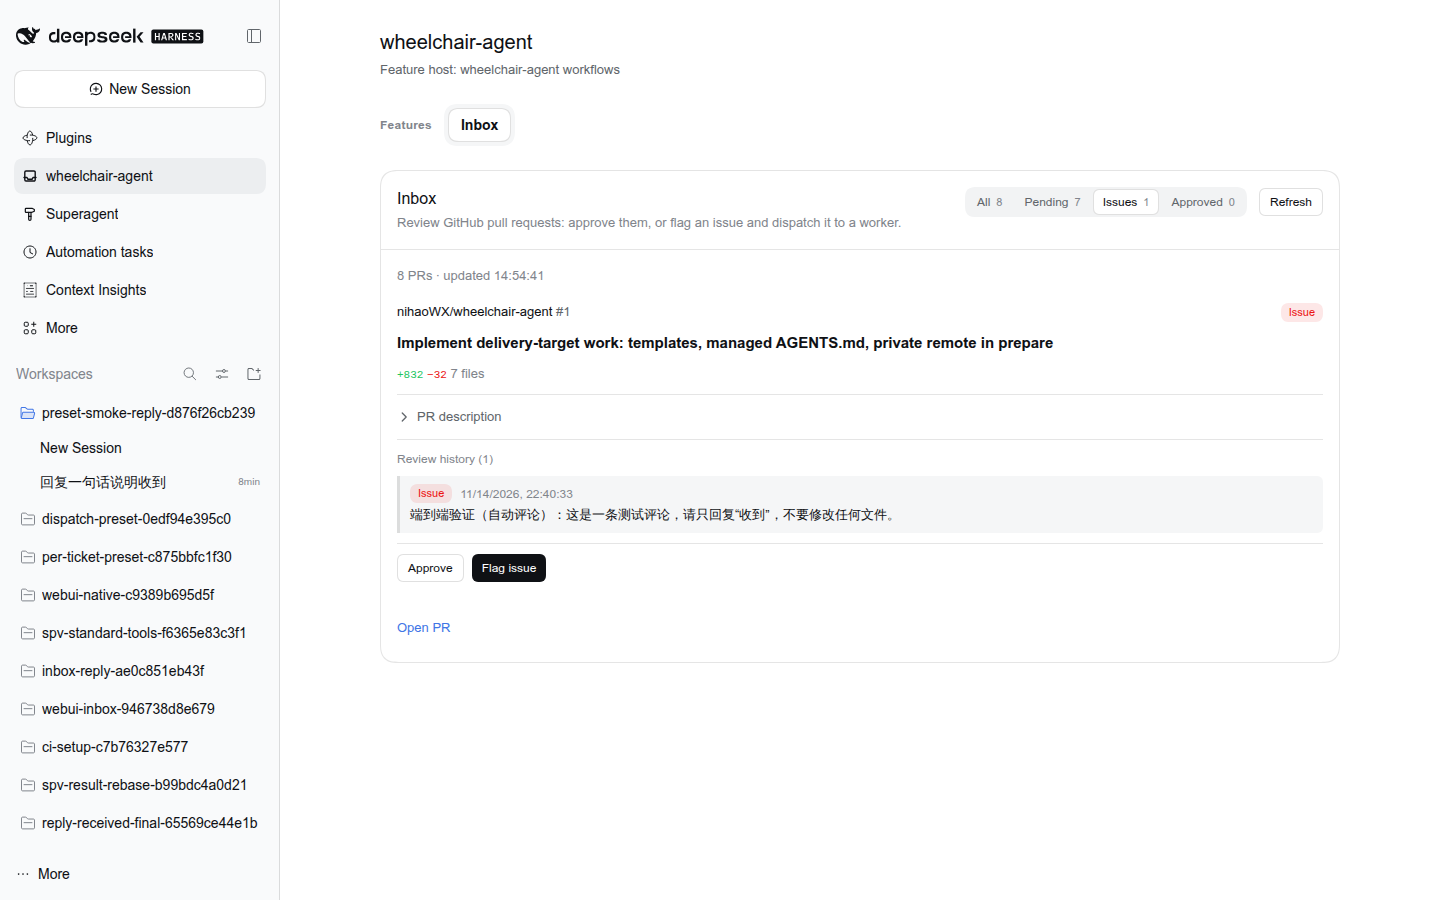 deepseek HARNESS
New Session
Plugins
wheelchair-agent
Superagent
Automation tasks
Context Insights
More
Workspaces
preset-smoke-reply-d876f26cb239
New Session
回复一句话说明收到 8min
dispatch-preset-0edf94e395c0
per-ticket-preset-c875bbfc1f30
webui-native-c9389b695d5f
spv-standard-tools-f6365e83c3f1
inbox-reply-ae0c851eb43f
webui-inbox-946738d8e679
ci-setup-c7b76327e577
spv-result-rebase-b99bdc4a0d21
reply-received-final-65569ce44e1b
More
wheelchair-agent
Feature host: wheelchair-agent workflows
Features Inbox
Inbox
Review GitHub pull requests: approve them, or flag an issue and dispatch it to a worker.
All 8 Pending 7 Issues 1 Approved 0 Refresh
8 PRs · updated 14:54:41
nihaoWX/wheelchair-agent #1 Issue
Implement delivery-target work: templates, managed AGENTS.md, private remote in prepare
+832 −32 7 files
PR description
Review history (1)
Issue 11/14/2026, 22:40:33
端到端验证（自动评论）：这是一条测试评论，请只回复“收到”，不要修改任何文件。
Approve Flag issue
Open PR